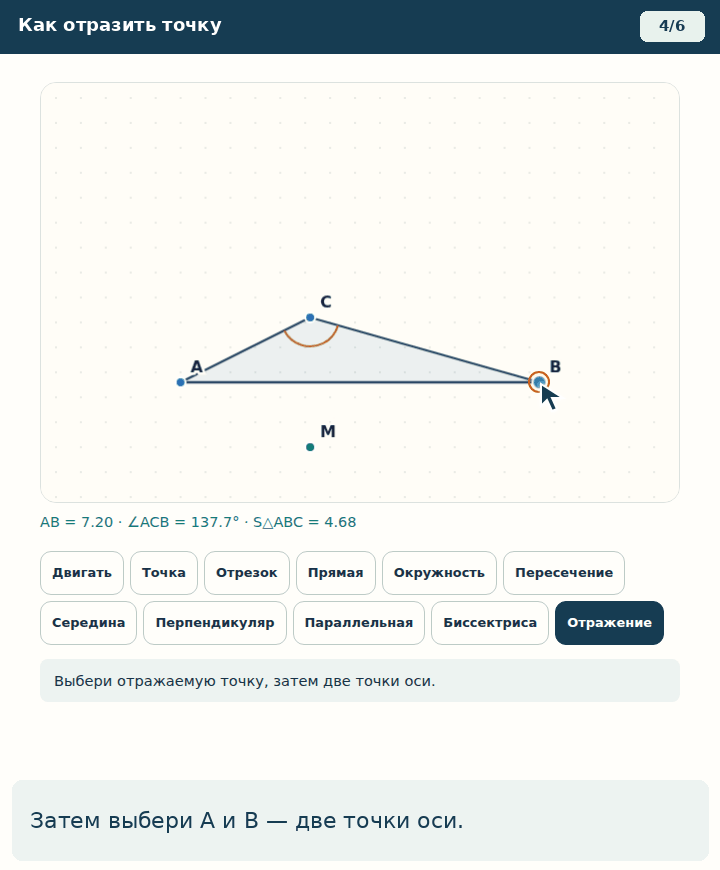 Как отразить точку
4/6
C
A
B
M
AB = 7.20 · ∠ACB = 137.7° · S△ABC = 4.68
Двигать
Точка
Отрезок
Прямая
Окружность
Пересечение
Середина
Перпендикуляр
Параллельная
Биссектриса
Отражение
Выбери отражаемую точку, затем две точки оси.
Затем выбери A и B — две точки оси.